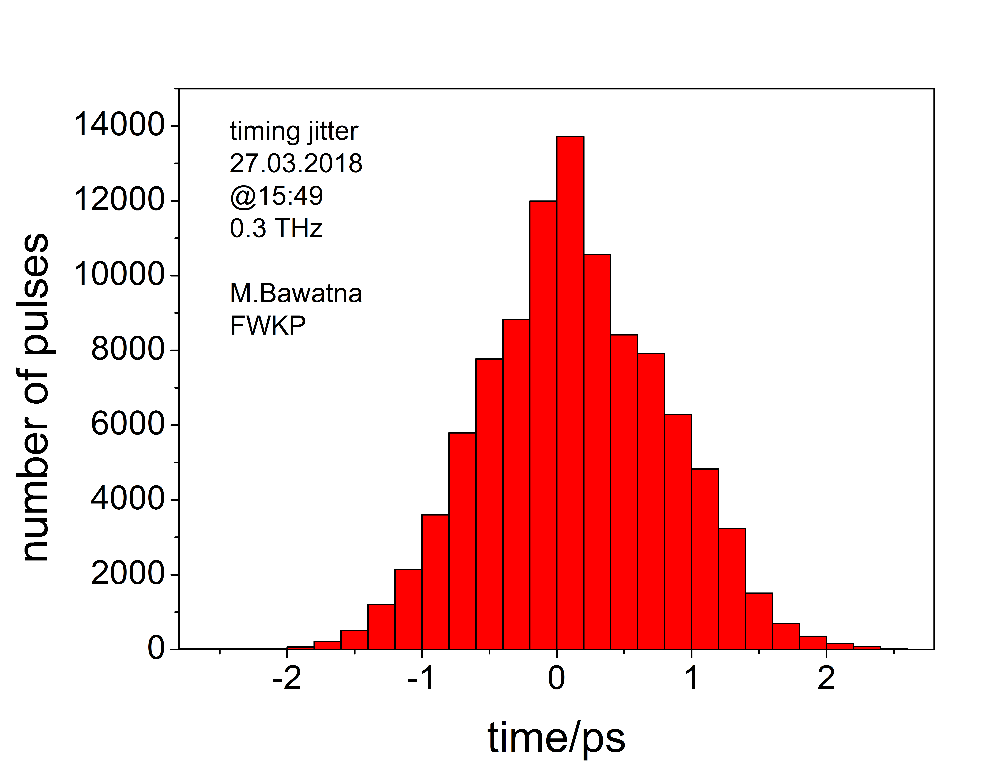 timing jitter
27.03.2018
@15:49
0.3 THz
M.Bawatna
FWKP
number of pulses
14000
12000
10000
8000
6000
4000
2000
0
-2 -1 0 1 2
time/ps